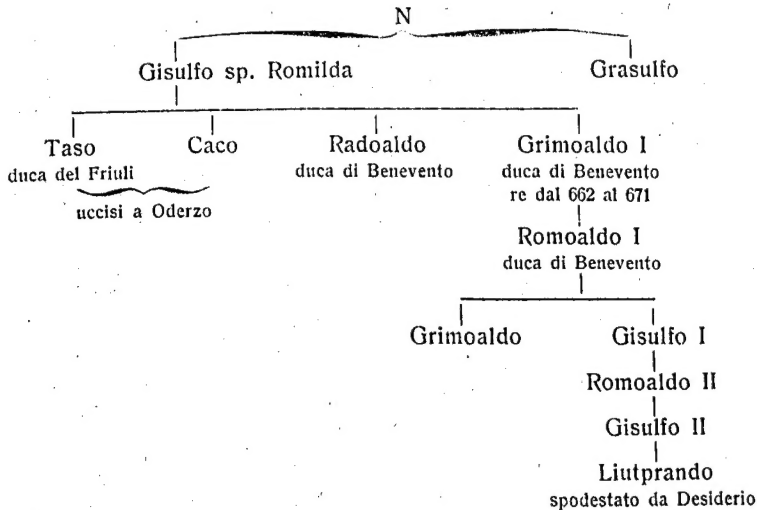 N
Gisulfo sp. Romilda Grasulfo
Taso Caco Radoaldo Grimoaldo I
duca del Friuli duca di Benevento duca di Benevento
re dal 662 al 671
uccisi a Oderzo
Romoaldo I
duca di Benevento
Grimoaldo Gisulfo I
Romoaldo II
Gisulfo II
Liutprando
spodestato da Desiderio